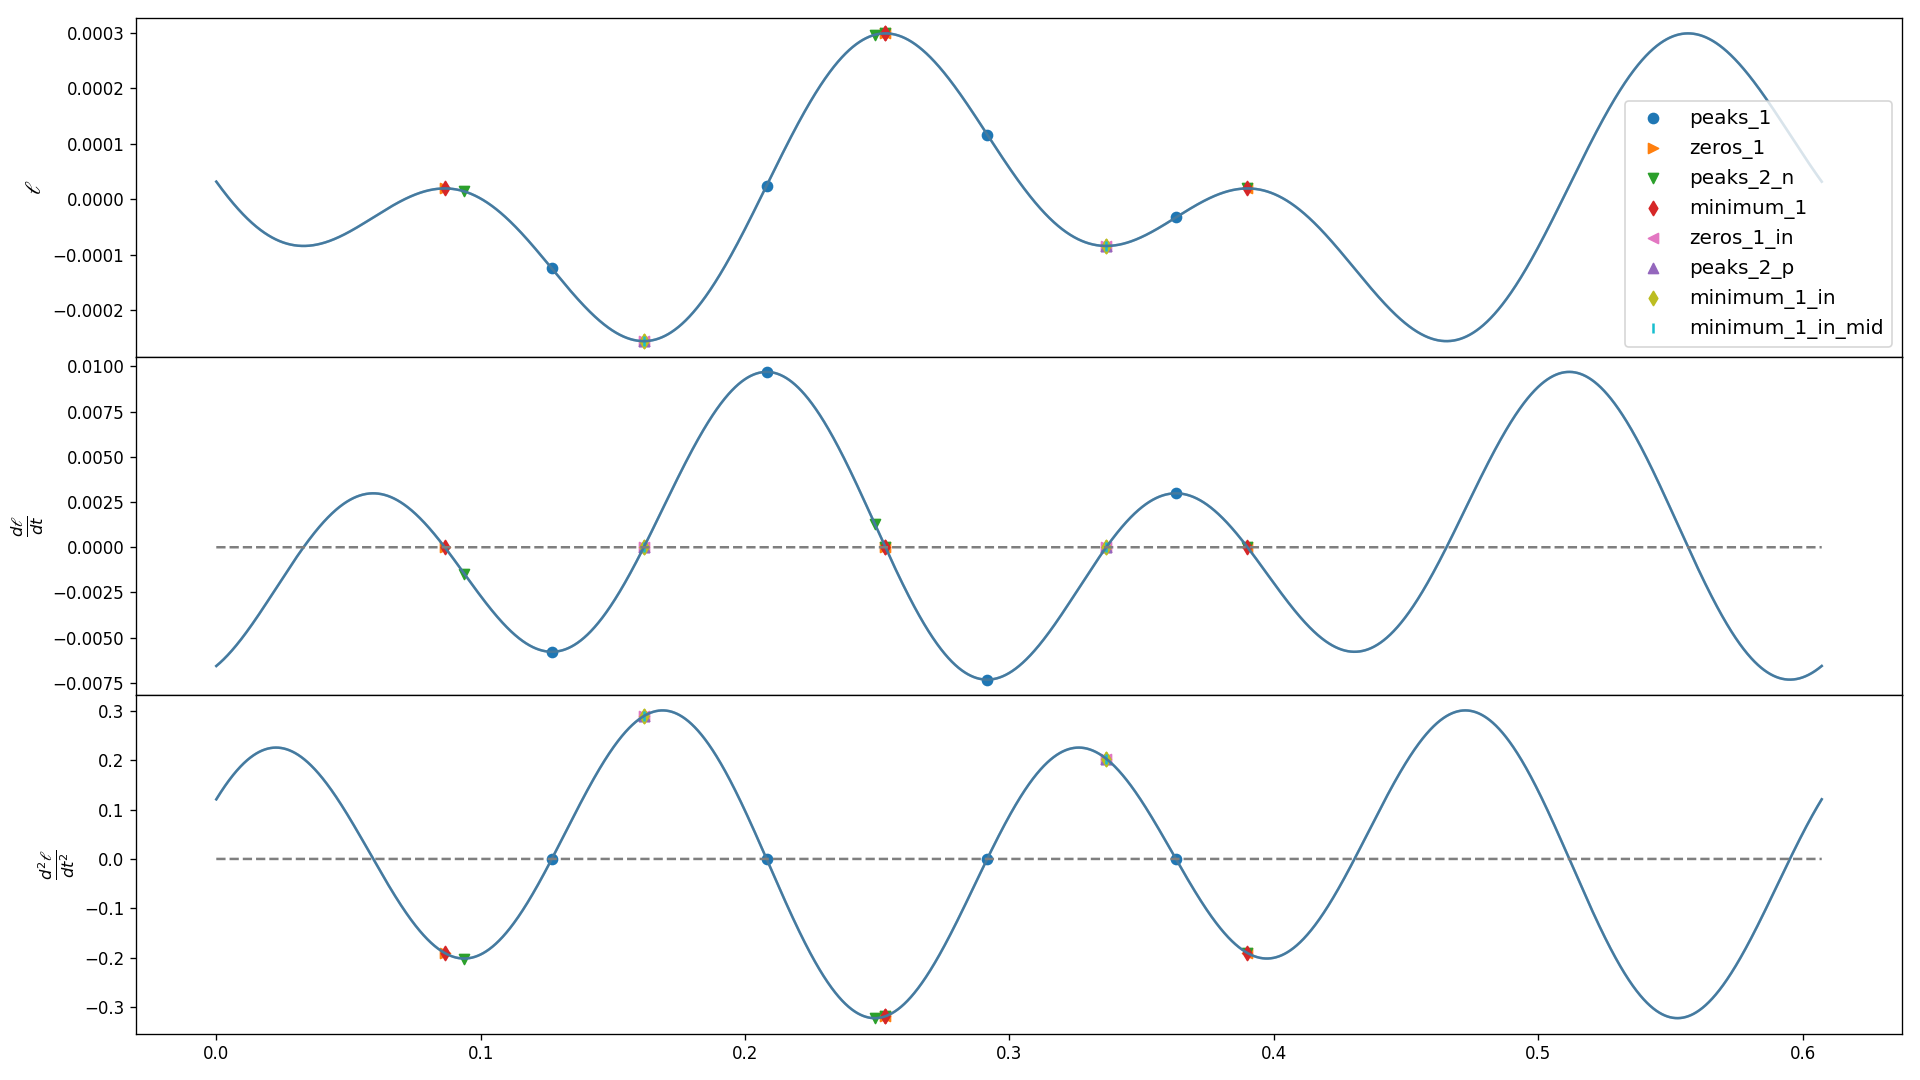 0.0003
0.0002
0.0001
0.0000
−0.0001
−0.0002
ℓ
peaks_1
zeros_1
peaks_2_n
minimum_1
zeros_1_in
peaks_2_p
minimum_1_in
minimum_1_in_mid
0.0100
0.0075
0.0050
0.0025
0.0000
−0.0025
−0.0050
−0.0075
dℓ
dt
0.3
0.2
0.1
0.0
−0.1
−0.2
−0.3
d²ℓ
dt²
0.0 0.1 0.2 0.3 0.4 0.5 0.6